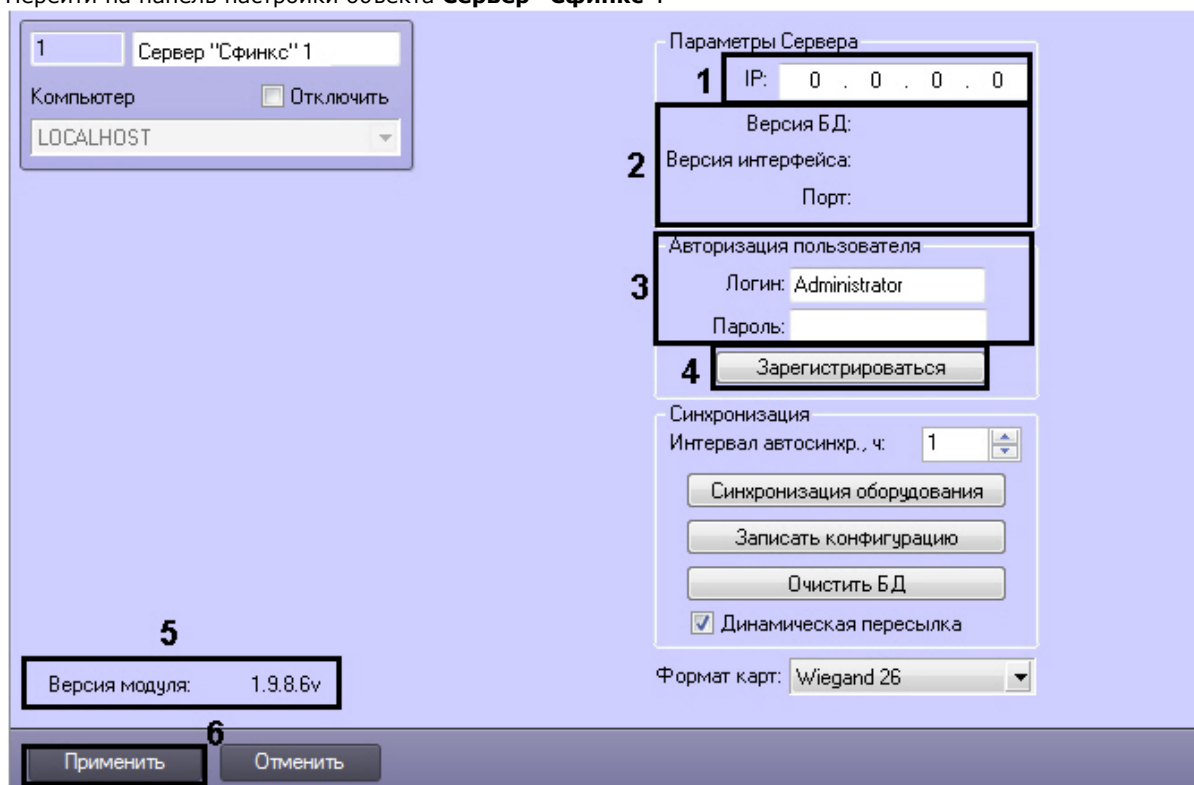 Перейти на панель настройки объекта Сервер "Сфинкс".
1 Сервер "Сфинкс" 1
Компьютер Отключить
LOCALHOST
Параметры Сервера
1 IP: 0 . 0 . 0 . 0
2
Версия БД:
Версия интерфейса:
Порт:
Авторизация пользователя
3
Логин: Administrator
Пароль:
4 Зарегистрироваться
Синхронизация
Интервал автосинхр., ч: 1
Синхронизация оборудования
Записать конфигурацию
Очистить БД
Динамическая пересылка
Формат карт: Wiegand 26
5
Версия модуля: 1.9.8.6v
6
Применить Отменить